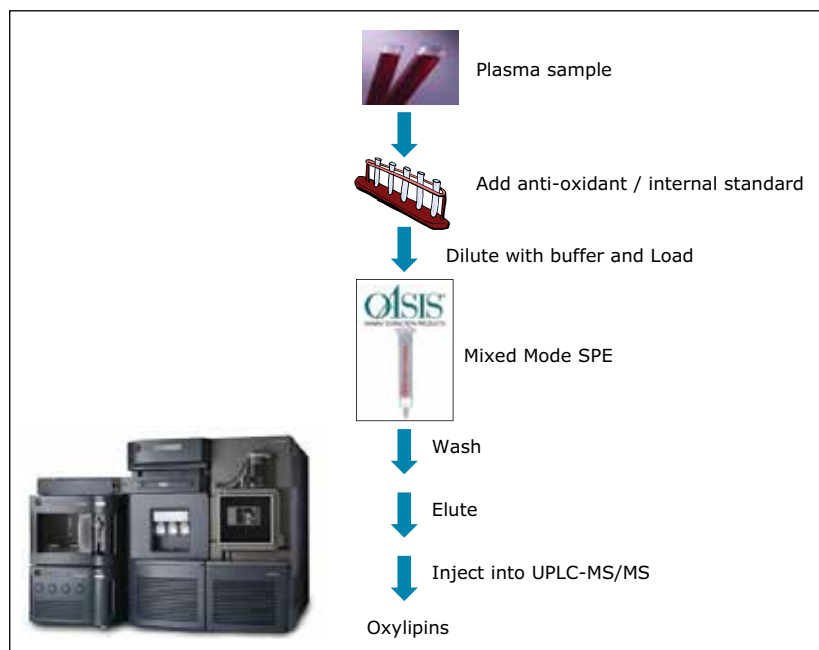 Plasma sample
Add anti-oxidant / internal standard
Dilute with buffer and Load
OASIS
Mixed Mode SPE
Wash
Elute
Inject into UPLC-MS/MS
Oxylipins